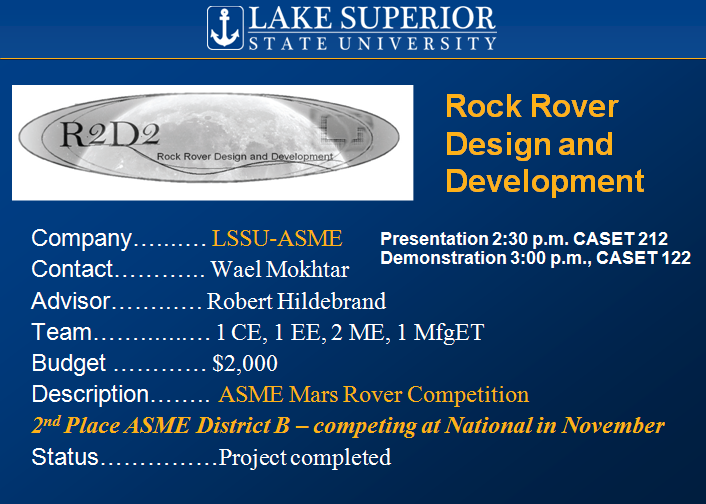 LAKE SUPERIOR
STATE UNIVERSITY
R2D2
Rock Rover Design and Development
Rock Rover
Design and
Development
Company……... LSSU-ASME
Presentation 2:30 p.m. CASET 212
Demonstration 3:00 p.m., CASET 122
Contact………... Wael Mokhtar
Advisor………… Robert Hildebrand
Team……......…. 1 CE, 1 EE, 2 ME, 1 MfgET
Budget ………… $2,000
Description…….. ASME Mars Rover Competition
2nd Place ASME District B – competing at National in November
Status……………Project completed